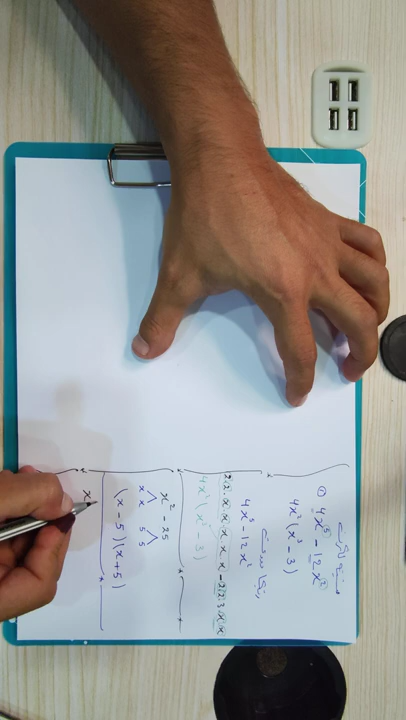 ① 4x⁵ - 12x²
4x²(x³ - 3)
4x⁵ - 12x²
2.2.x.x.x.x.x - 2.2.3.x.x
4x²(x³ - 3)
x² - 25
x x 5 5
(x - 5)(x + 5)
x